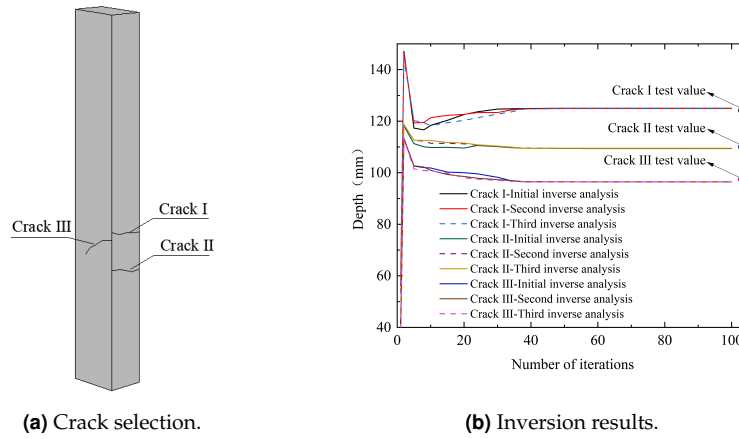 Crack I
Crack III
Crack II
(a) Crack selection.
140
120
100
80
60
40
Depth（mm）
Crack I test value
Crack II test value
Crack III test value
Crack I-Initial inverse analysis
Crack I-Second inverse analysis
Crack I-Third inverse analysis
Crack II-Initial inverse analysis
Crack II-Second inverse analysis
Crack II-Third inverse analysis
Crack III-Initial inverse analysis
Crack III-Second inverse analysis
Crack III-Third inverse analysis
0 20 40 60 80 100
Number of iterations
(b) Inversion results.